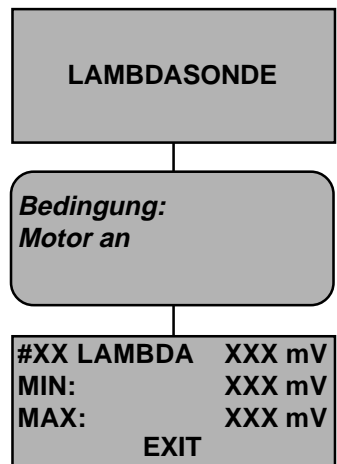 LAMBDASONDE
Bedingung:
Motor an
#XX LAMBDA XXX mV
MIN: XXX mV
MAX: XXX mV
EXIT